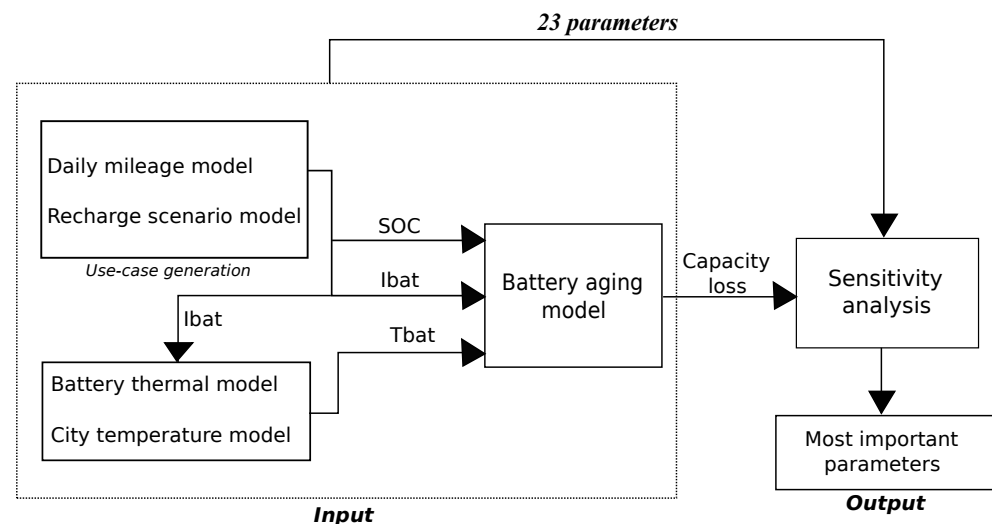 23 parameters
Daily mileage model
Recharge scenario model
Use-case generation
SOC
Ibat
Ibat
Tbat
Battery aging
model
Capacity
loss
Sensitivity
analysis
Battery thermal model
City temperature model
Most important
parameters
Input
Output